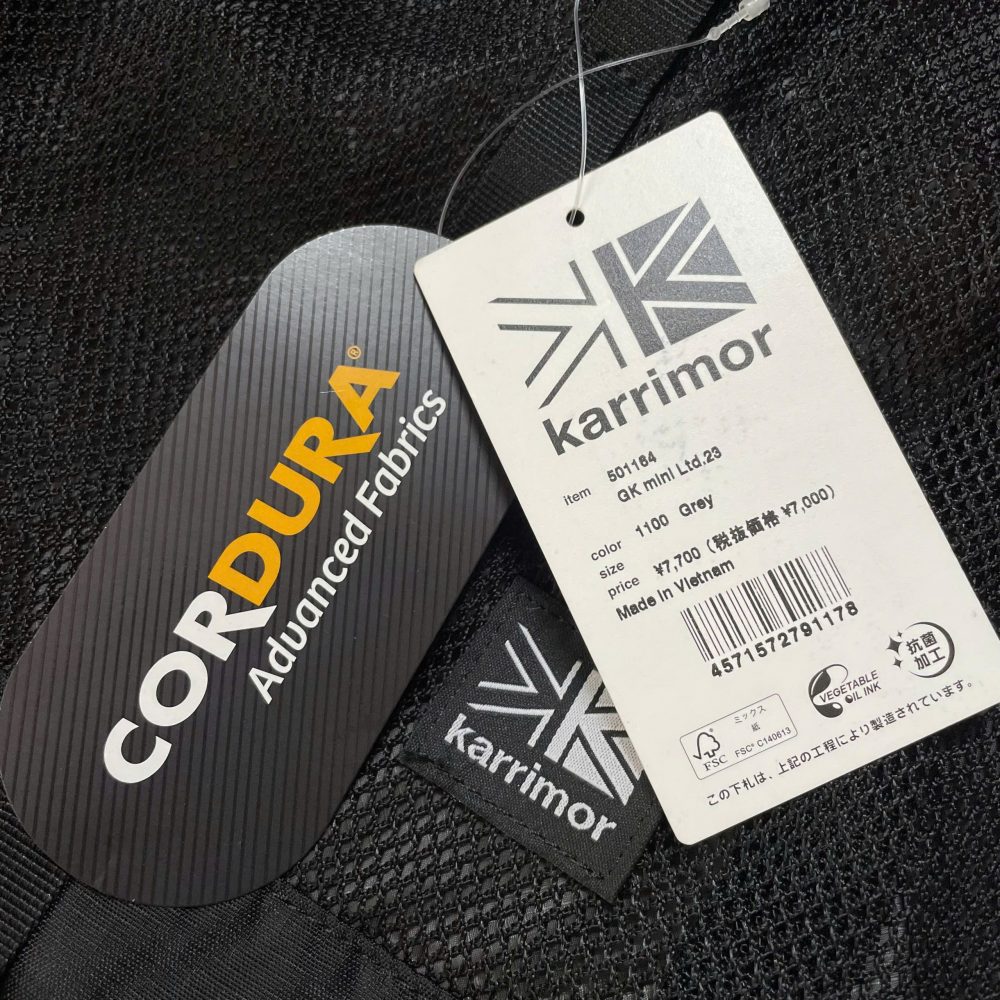 CORDURA®
Advanced Fabrics
karrimor
item 501164
GK mini Ltd.23
color 1100 Grey
size
price ¥7,700 (税抜価格 ¥7,000)
Made in Vietnam
4571572791178
抗菌
加工
VEGETABLE
OIL INK
ミックス
紙
FSC
FSC® C140613
この下札は、上記の工程により製造されています。
karrimor